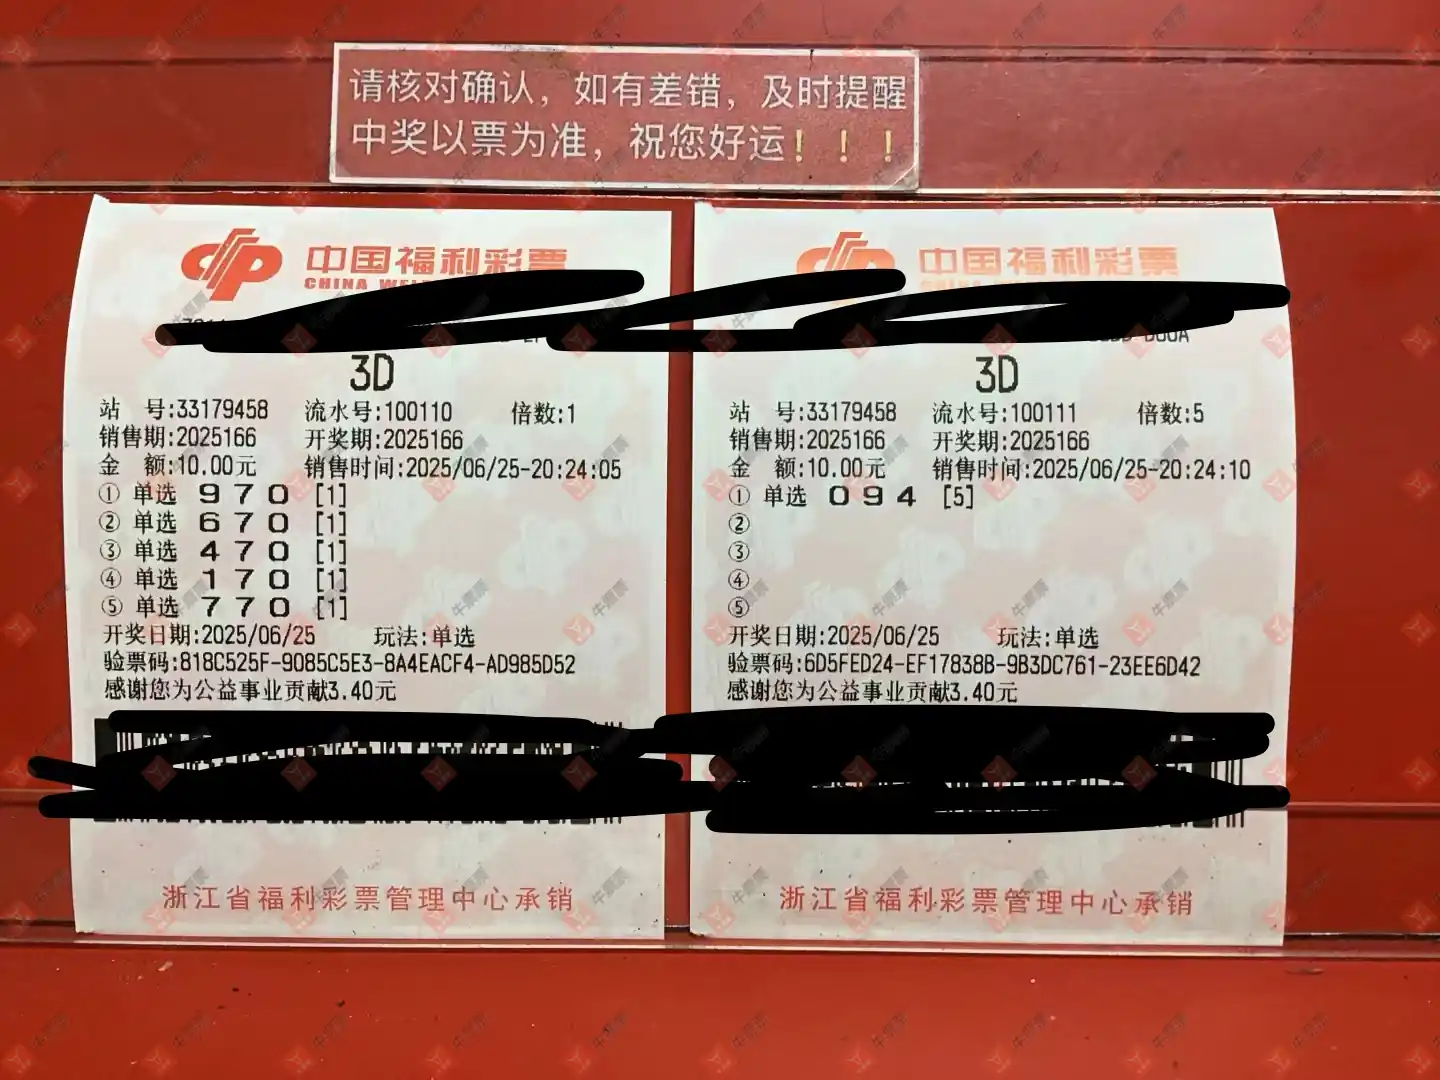 请核对确认，如有差错，及时提醒
中奖以票为准，祝您好运！！！
中国福利彩票
CHINA
3D
站 号:33179458 流水号:100110 倍数:1
销售期:2025166 开奖期:2025166
金 额:10.00元 销售时间:2025/06/25-20:24:05
① 单选 9 7 0 [1]
② 单选 6 7 0 [1]
③ 单选 4 7 0 [1]
④ 单选 1 7 0 [1]
⑤ 单选 7 7 0 [1]
开奖日期:2025/06/25 玩法:单选
验票码:818C525F-9085C5E3-8A4EACF4-AD985D52
感谢您为公益事业贡献3.40元
浙江省福利彩票管理中心承销
中国福利彩票
3D
站 号:33179458 流水号:100111 倍数:5
销售期:2025166 开奖期:2025166
金 额:10.00元 销售时间:2025/06/25-20:24:10
① 单选 0 9 4 [5]
②
③
④
⑤
开奖日期:2025/06/25 玩法:单选
验票码:6D5FED24-EF17838B-9B3DC761-23EE6D42
感谢您为公益事业贡献3.40元
浙江省福利彩票管理中心承销